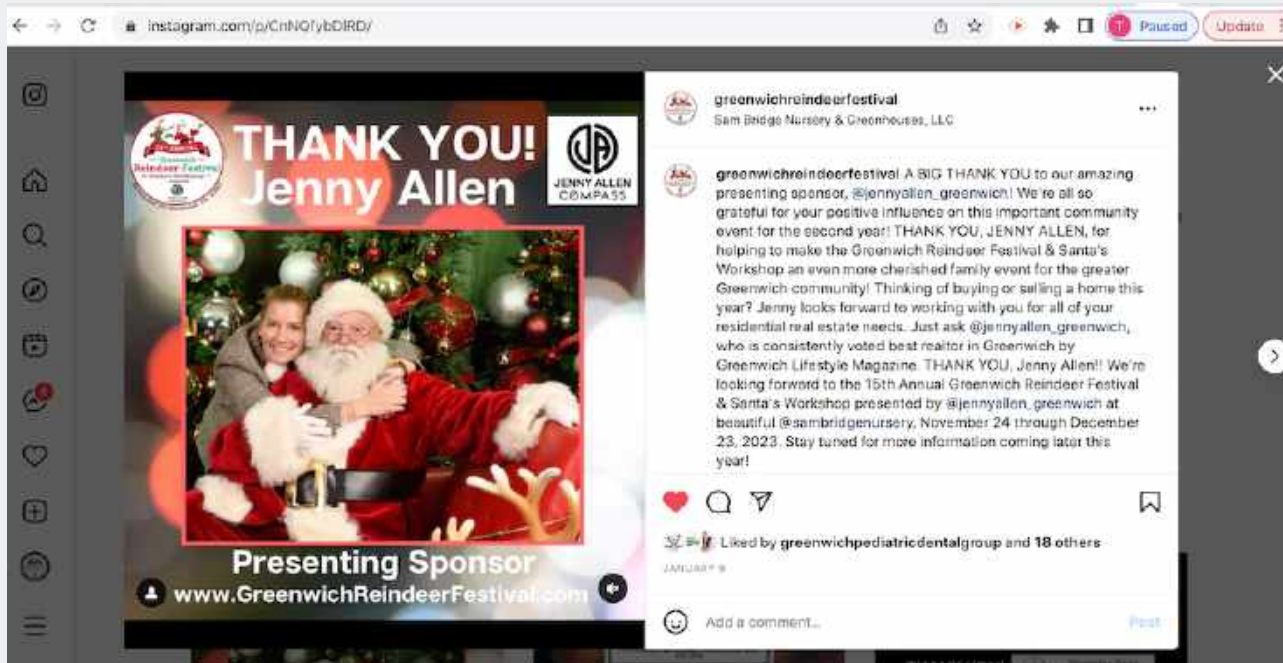 instagram.com/p/CnNQfybDlRD/
Paused
Update
THANK YOU!
Jenny Allen
Reindeer Festival
JA
JENNY ALLEN
COMPASS
Presenting Sponsor
www.GreenwichReindeerFestival.com
greenwichreindeerfestival
Sam Bridge Nursery & Greenhouses, LLC
greenwichreindeerfestival A BIG THANK YOU to our amazing
presenting sponsor, @jennyallen_greenwich! We're all so
grateful for your positive influence on this important community
event for the second year! THANK YOU, JENNY ALLEN, for
helping to make the Greenwich Reindeer Festival & Santa's
Workshop an even more cherished family event for the greater
Greenwich community! Thinking of buying or selling a home this
year? Jenny looks forward to working with you for all of your
residential real estate needs. Just ask @jennyallen_greenwich,
who is consistently voted best realtor in Greenwich by
Greenwich Lifestyle Magazine. THANK YOU, Jenny Allen!! We're
looking forward to the 15th Annual Greenwich Reindeer Festival
& Santa's Workshop presented by @jennyallen_greenwich at
beautiful @sambridgenursery, November 24 through December
23, 2023. Stay tuned for more information coming later this
year!
Liked by greenwichpediatricdentalgroup and 18 others
JANUARY 9
Add a comment...
Post